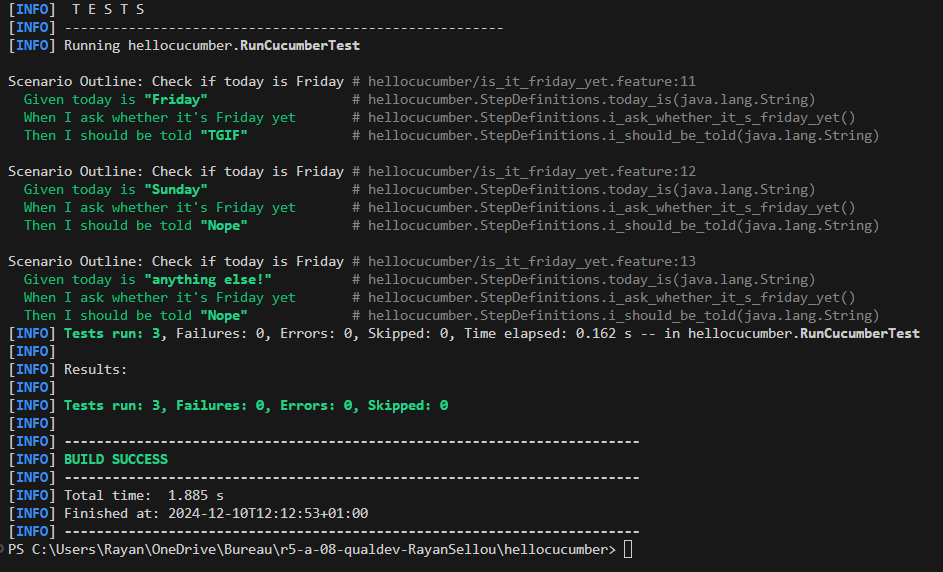 [INFO]  T E S T S
[INFO] -------------------------------------------------------
[INFO] Running hellocucumber.RunCucumberTest

Scenario Outline: Check if today is Friday # hellocucumber/is_it_friday_yet.feature:11
  Given today is "Friday"                  # hellocucumber.StepDefinitions.today_is(java.lang.String)
  When I ask whether it's Friday yet       # hellocucumber.StepDefinitions.i_ask_whether_it_s_friday_yet()
  Then I should be told "TGIF"             # hellocucumber.StepDefinitions.i_should_be_told(java.lang.String)

Scenario Outline: Check if today is Friday # hellocucumber/is_it_friday_yet.feature:12
  Given today is "Sunday"                  # hellocucumber.StepDefinitions.today_is(java.lang.String)
  When I ask whether it's Friday yet       # hellocucumber.StepDefinitions.i_ask_whether_it_s_friday_yet()
  Then I should be told "Nope"             # hellocucumber.StepDefinitions.i_should_be_told(java.lang.String)

Scenario Outline: Check if today is Friday # hellocucumber/is_it_friday_yet.feature:13
  Given today is "anything else!"          # hellocucumber.StepDefinitions.today_is(java.lang.String)
  When I ask whether it's Friday yet       # hellocucumber.StepDefinitions.i_ask_whether_it_s_friday_yet()
  Then I should be told "Nope"             # hellocucumber.StepDefinitions.i_should_be_told(java.lang.String)
[INFO] Tests run: 3, Failures: 0, Errors: 0, Skipped: 0, Time elapsed: 0.162 s -- in hellocucumber.RunCucumberTest
[INFO]
[INFO] Results:
[INFO]
[INFO] Tests run: 3, Failures: 0, Errors: 0, Skipped: 0
[INFO]
[INFO] ------------------------------------------------------------------------
[INFO] BUILD SUCCESS
[INFO] ------------------------------------------------------------------------
[INFO] Total time:  1.885 s
[INFO] Finished at: 2024-12-10T12:12:53+01:00
[INFO] ------------------------------------------------------------------------
PS C:\Users\Rayan\OneDrive\Bureau\r5-a-08-qualdev-RayanSellou\hellocucumber>